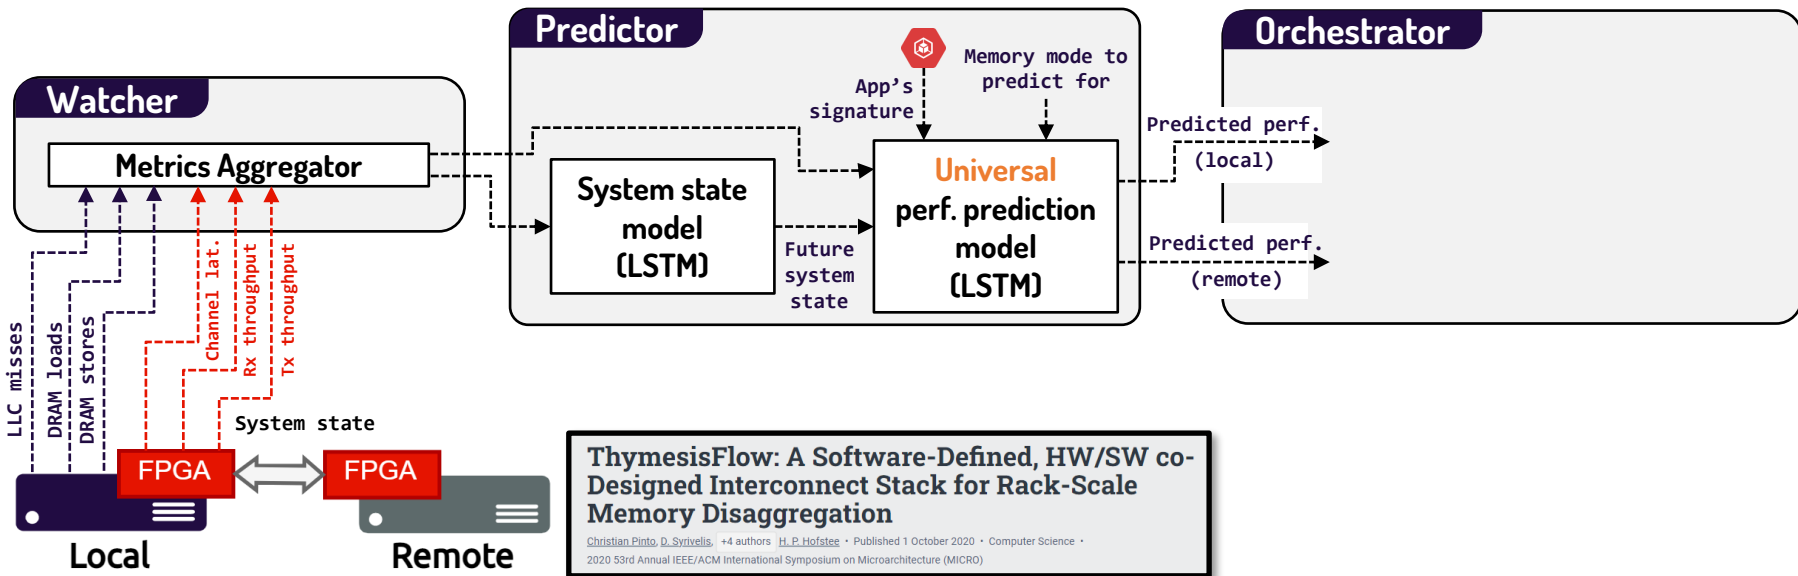 Watcher
Metrics Aggregator
LLC misses
DRAM loads
DRAM stores
Channel lat.
Rx throughput
Tx throughput
System state
FPGA
FPGA
Local
Remote
Predictor
App's
signature
Memory mode to
predict for
System state
model
(LSTM)
Future
system
state
Universal
perf. prediction
model
(LSTM)
Orchestrator
Predicted perf.
(local)
Predicted perf.
(remote)
ThymesisFlow: A Software-Defined, HW/SW co-
Designed Interconnect Stack for Rack-Scale
Memory Disaggregation
Christian Pinto, D. Syrivelis, +4 authors H. P. Hofstee • Published 1 October 2020 • Computer Science •
2020 53rd Annual IEEE/ACM International Symposium on Microarchitecture (MICRO)